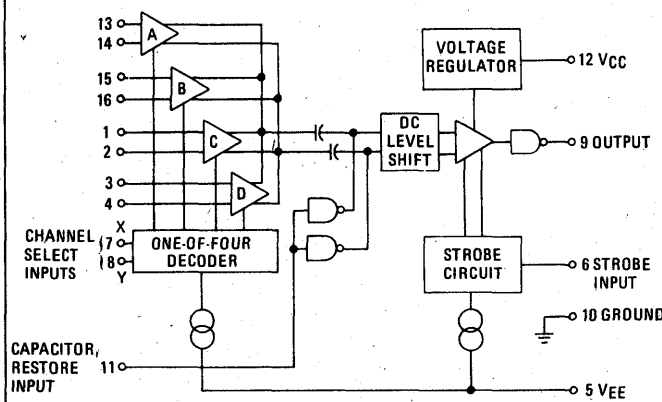 13
14
A
15
16
B
1
2
C
3
4
D
X
CHANNEL
SELECT
INPUTS
7
8
Y
ONE-OF-FOUR
DECODER
CAPACITOR,
RESTORE
INPUT
11
DC
LEVEL
SHIFT
VOLTAGE
REGULATOR
12 VCC
9 OUTPUT
STROBE
CIRCUIT
6 STROBE
INPUT
10 GROUND
5 VEE